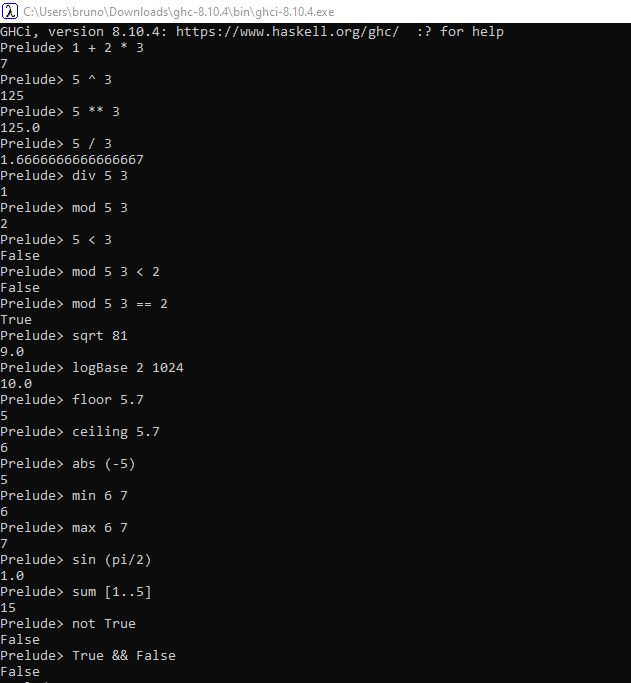 C:\Users\bruno\Downloads\ghc-8.10.4\bin\ghci-8.10.4.exe
GHCi, version 8.10.4: https://www.haskell.org/ghc/  :? for help
Prelude> 1 + 2 * 3
7
Prelude> 5 ^ 3
125
Prelude> 5 ** 3
125.0
Prelude> 5 / 3
1.6666666666666667
Prelude> div 5 3
1
Prelude> mod 5 3
2
Prelude> 5 < 3
False
Prelude> mod 5 3 < 2
False
Prelude> mod 5 3 == 2
True
Prelude> sqrt 81
9.0
Prelude> logBase 2 1024
10.0
Prelude> floor 5.7
5
Prelude> ceiling 5.7
6
Prelude> abs (-5)
5
Prelude> min 6 7
6
Prelude> max 6 7
7
Prelude> sin (pi/2)
1.0
Prelude> sum [1..5]
15
Prelude> not True
False
Prelude> True && False
False